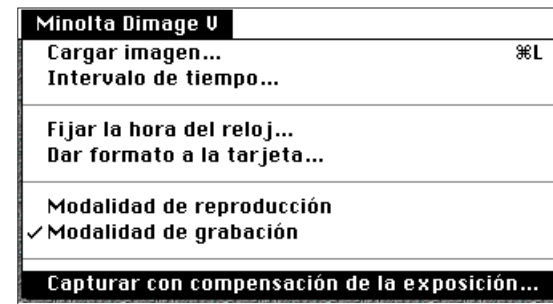 Minolta Dimage V
Cargar imagen... ⌘L
Intervalo de tiempo...
Fijar la hora del reloj...
Dar formato a la tarjeta...
Modalidad de reproducción
✓ Modalidad de grabación
Capturar con compensación de la exposición...